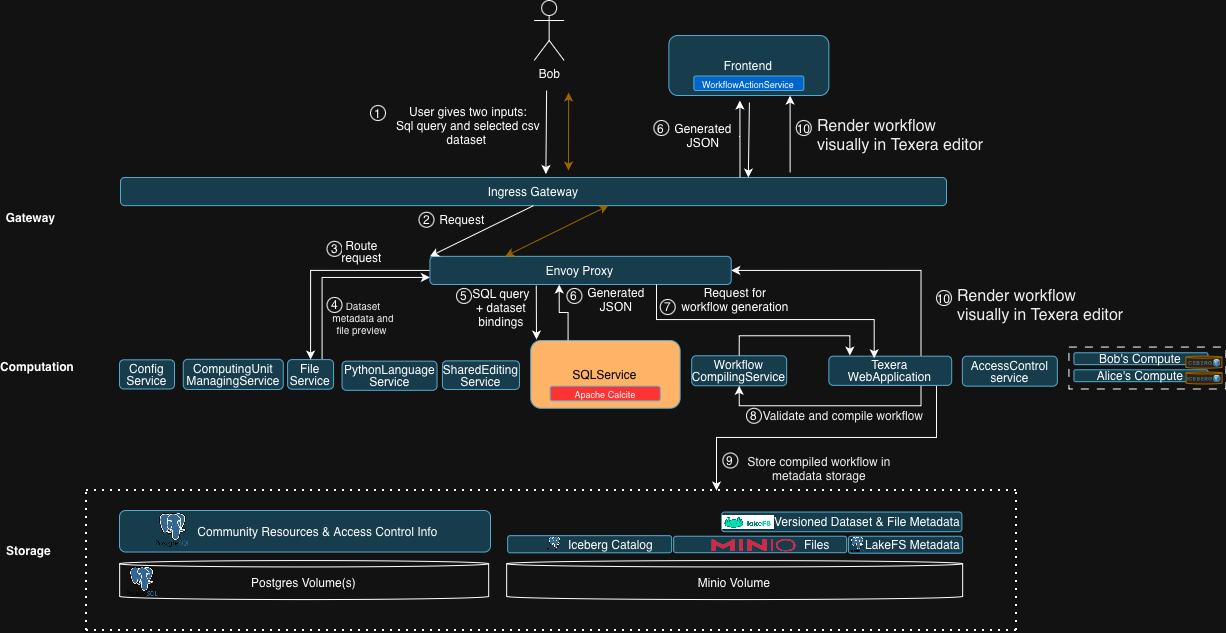 Bob
Frontend
WorkflowActionService
1
User gives two inputs:
Sql query and selected csv
dataset
6
Generated
JSON
10
Render workflow
visually in Texera editor
Ingress Gateway
Gateway
2
Request
3
Route
request
Envoy Proxy
4
Dataset
metadata and
file preview
5
SQL query
+ dataset
bindings
6
Generated
JSON
7
Request for
workflow generation
10
Render workflow
visually in Texera editor
Computation
Config
Service
ComputingUnit
ManagingService
File
Service
PythonLanguage
Service
SharedEditing
Service
SQLService
Apache Calcite
Workflow
CompilingService
Texera
WebApplication
AccessControl
service
Bob's Compute
Alice's Compute
8
Validate and compile workflow
9
Store compiled workflow in
metadata storage
Storage
Community Resources & Access Control Info
lakeFS
Versioned Dataset & File Metadata
Iceberg Catalog
MINIO
Files
LakeFS Metadata
Postgres Volume(s)
Minio Volume